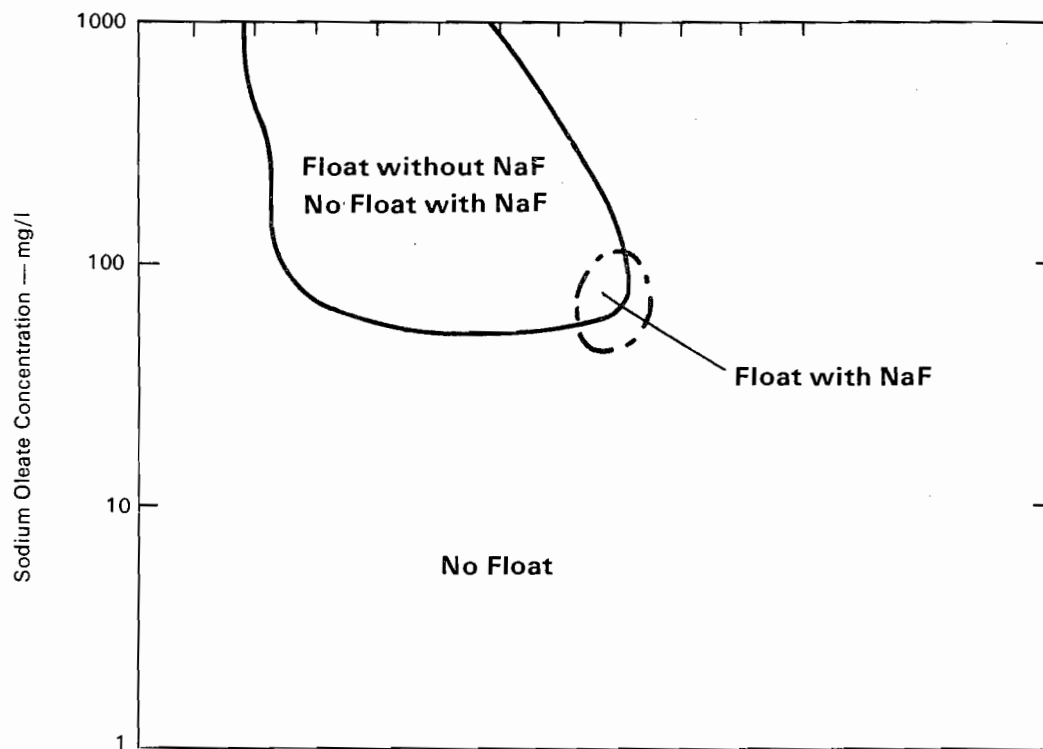 1000
Float without NaF
No Float with NaF
100
Float with NaF
10
No Float
1
Sodium Oleate Concentration — mg/l